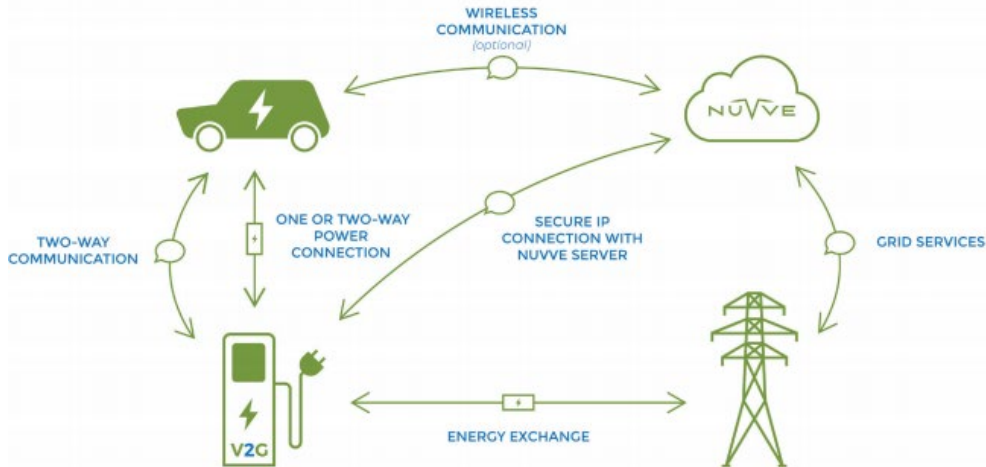 WIRELESS
COMMUNICATION
(optional)
NUVVE
TWO-WAY
COMMUNICATION
ONE OR TWO-WAY
POWER
CONNECTION
SECURE IP
CONNECTION WITH
NUVVE SERVER
GRID SERVICES
V2G
ENERGY EXCHANGE